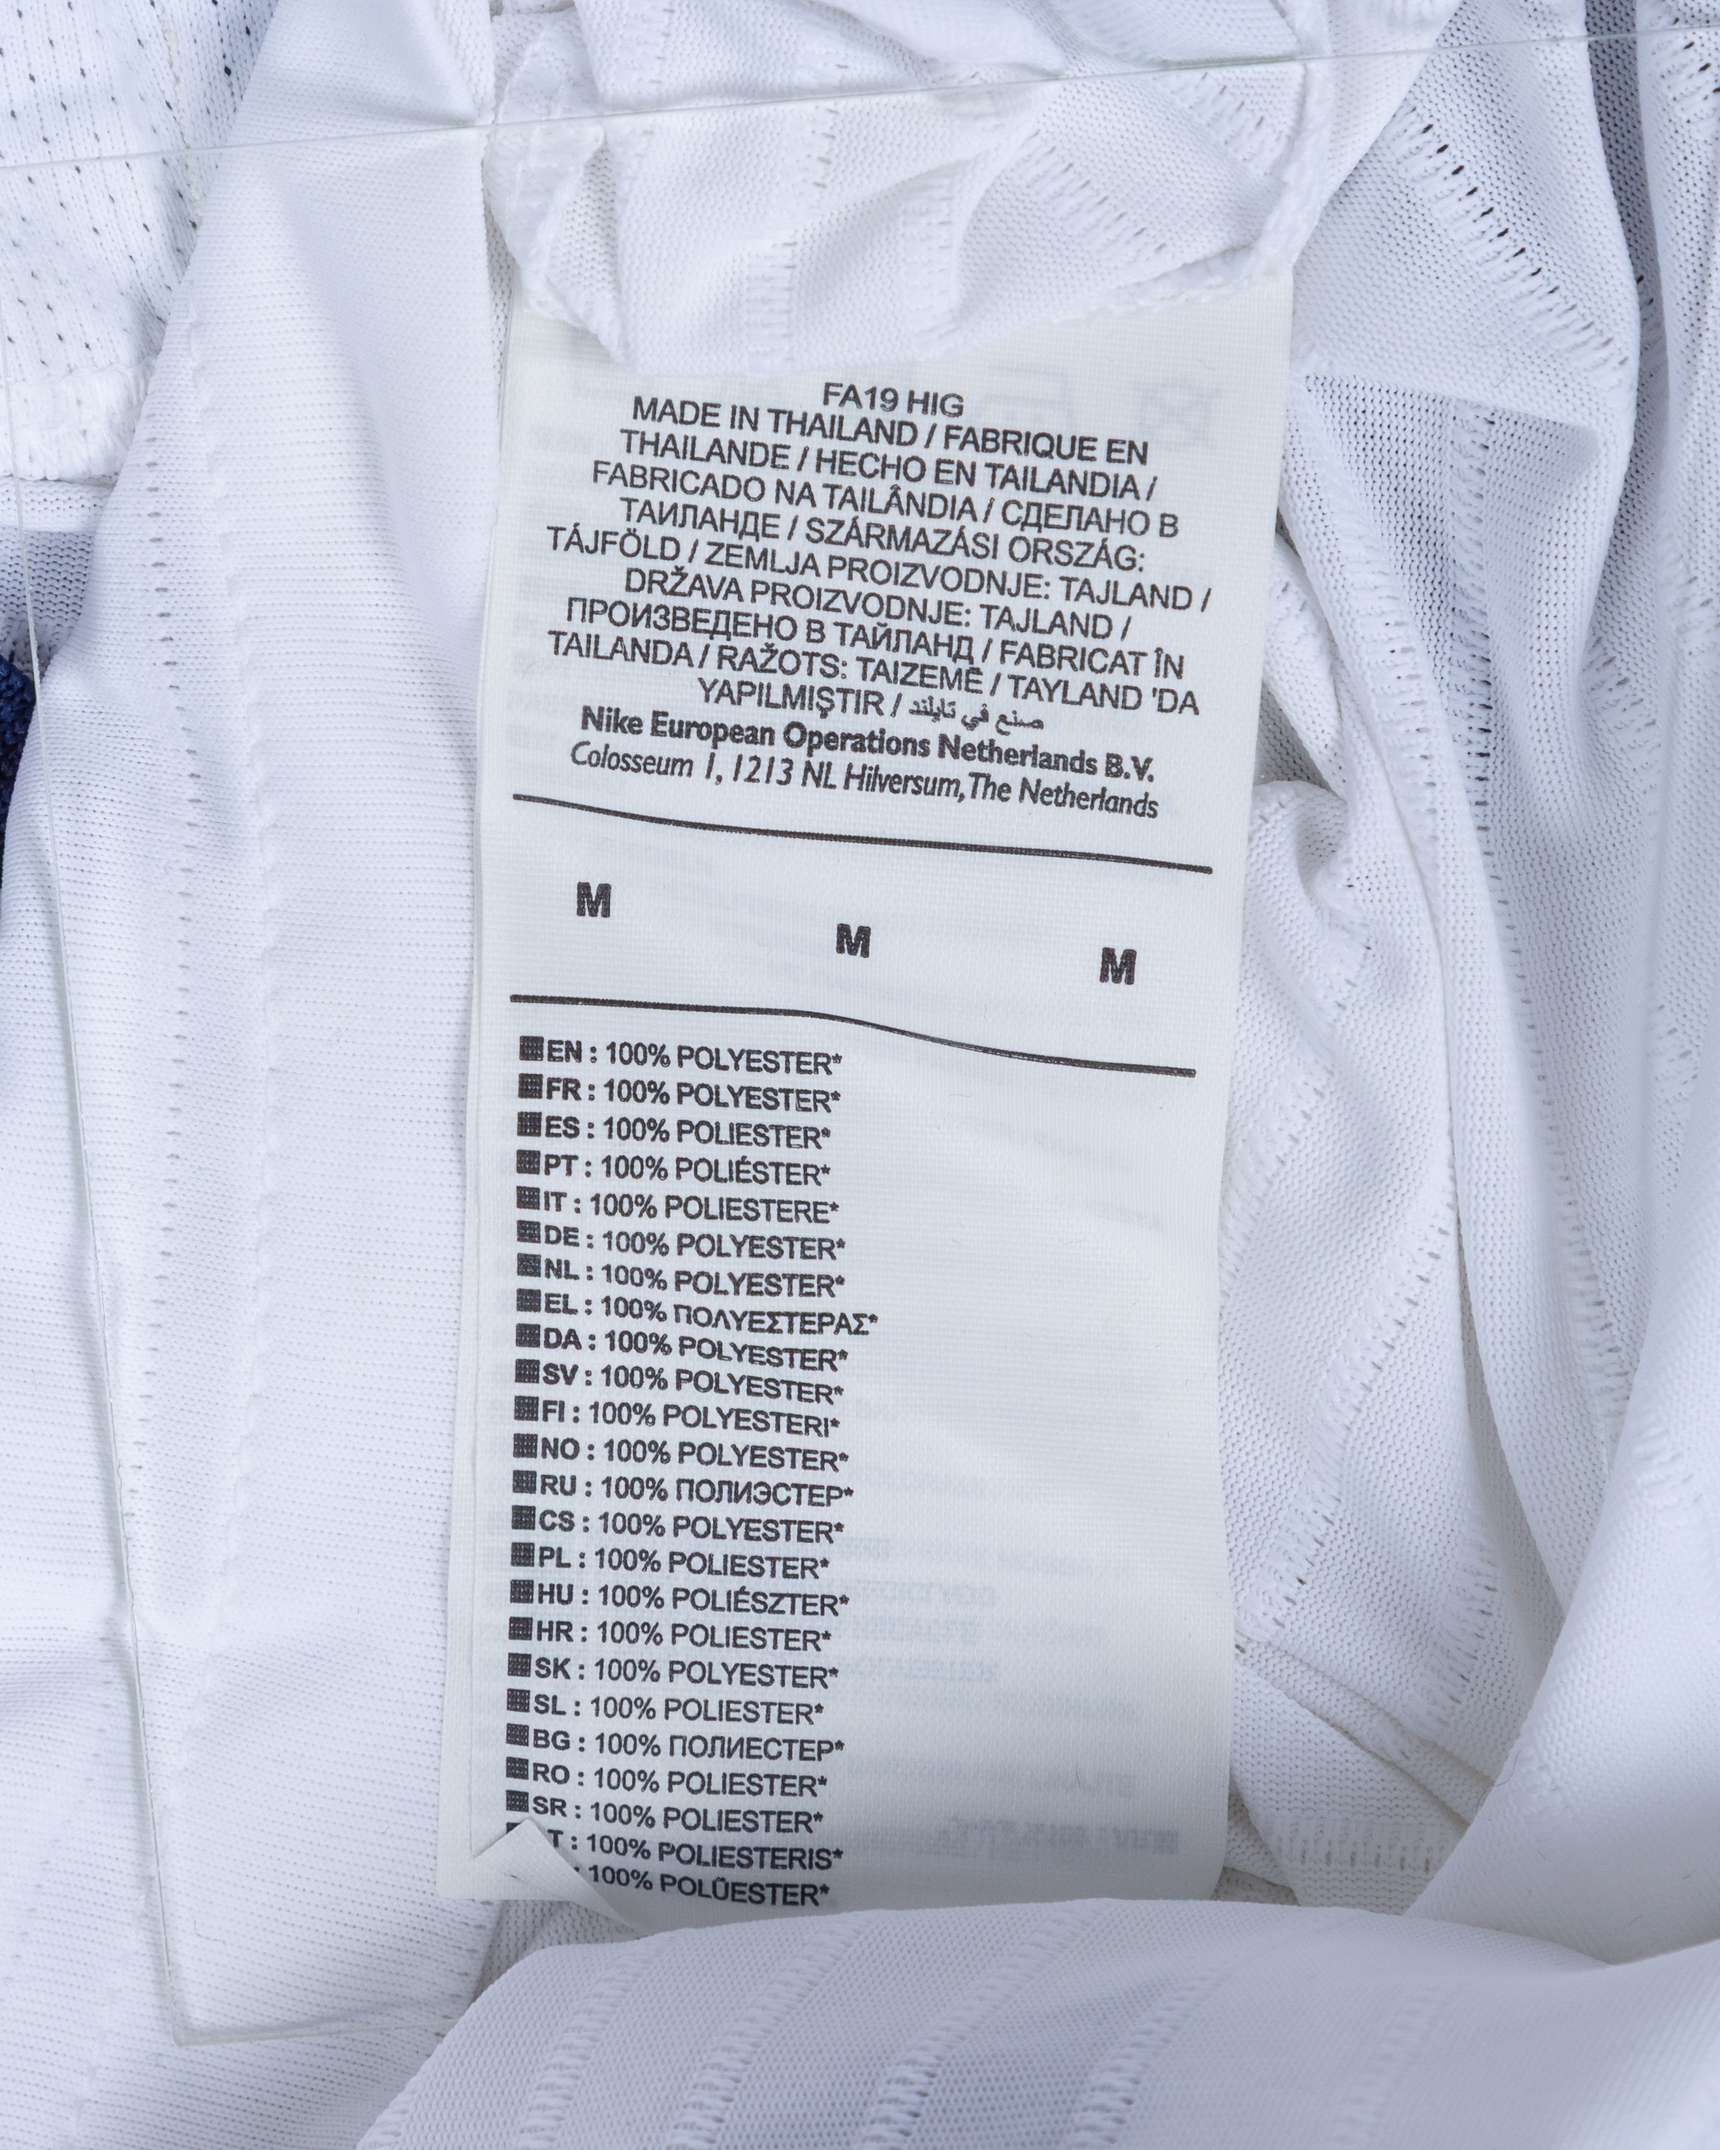 FA19 HIG
MADE IN THAILAND / FABRIQUE EN
THAILANDE / HECHO EN TAILANDIA /
FABRICADO NA TAILÂNDIA / СДЕЛАНО В
ТАИЛАНДЕ / SZÁRMAZÁSI ORSZÁG:
TÁJFÖLD / ZEMLJA PROIZVODNJE: TAJLAND /
DRŽAVA PROIZVODNJE: TAJLAND /
ПРОИЗВЕДЕНО В ТАЙЛАНД / FABRICAT ÎN
TAILANDA / RAŽOTS: TAIZEMĒ / TAYLAND 'DA
YAPILMIŞTIR / صنع في تايلند
Nike European Operations Netherlands B.V.
Colosseum 1, 1213 NL Hilversum, The Netherlands
M M M
EN : 100% POLYESTER*
FR : 100% POLYESTER*
ES : 100% POLIESTER*
PT : 100% POLIÉSTER*
IT : 100% POLIESTERE*
DE : 100% POLYESTER*
NL : 100% POLYESTER*
EL : 100% ΠΟΛΥΕΣΤΕΡΑΣ*
DA : 100% POLYESTER*
SV : 100% POLYESTER*
FI : 100% POLYESTERI*
NO : 100% POLYESTER*
RU : 100% ПОЛИЭСТЕР*
CS : 100% POLYESTER*
PL : 100% POLIESTER*
HU : 100% POLIÉSZTER*
HR : 100% POLIESTER*
SK : 100% POLYESTER*
SL : 100% POLIESTER*
BG : 100% ПОЛИЕСТЕР*
RO : 100% POLIESTER*
SR : 100% POLIESTER*
T : 100% POLIESTERIS*
: 100% POLÜESTER*